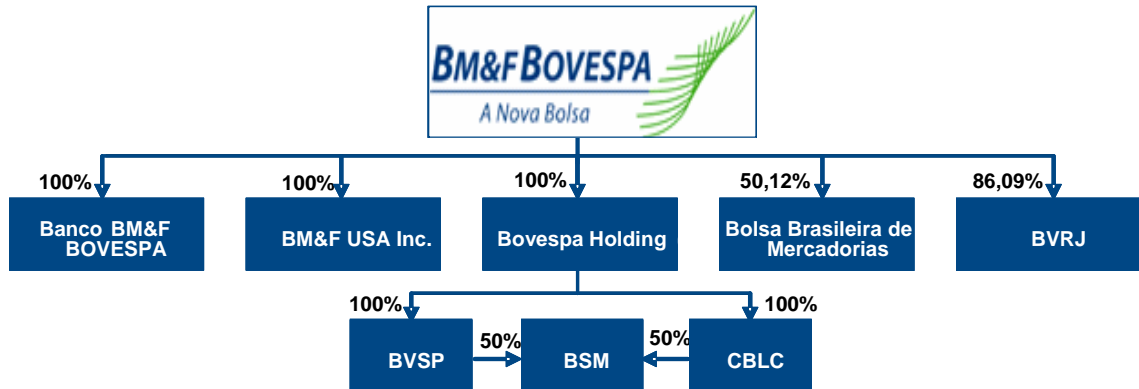 BM&FBOVESPA
A Nova Bolsa
100%
100%
100%
50,12%
86,09%
Banco BM&F
BOVESPA
BM&F USA Inc.
Bovespa Holding
Bolsa Brasileira de
Mercadorias
BVRJ
100%
100%
BVSP
50%
BSM
50%
CBLC